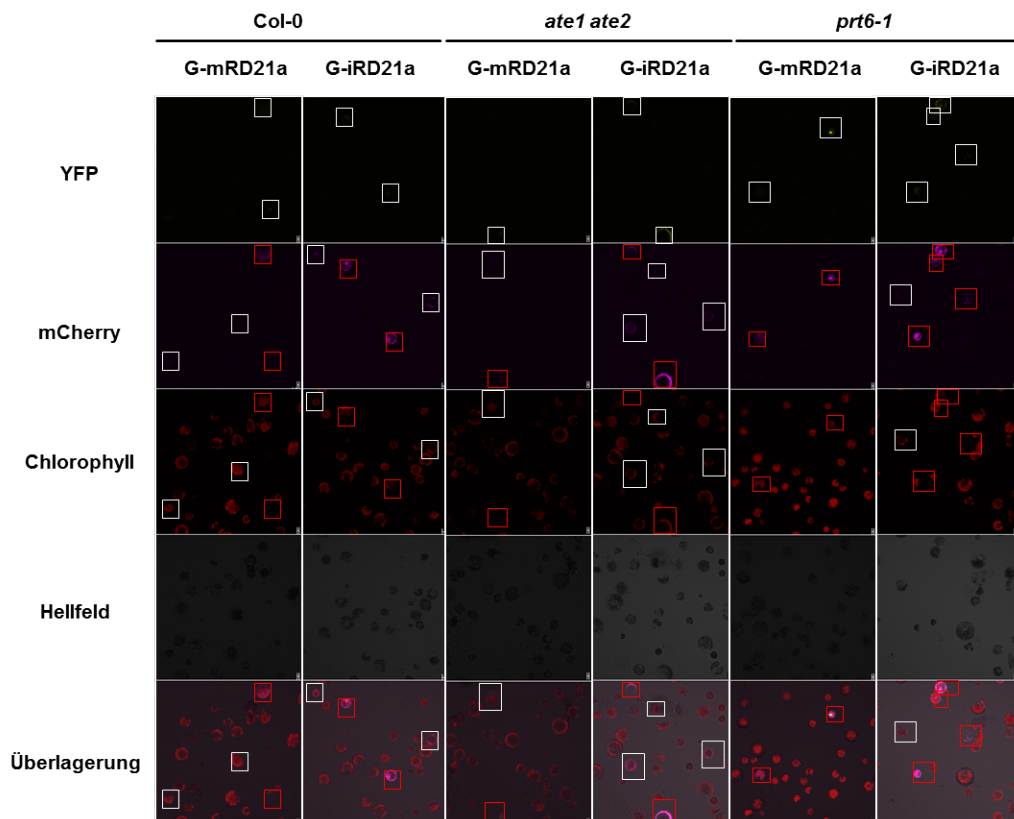 Col-0 ate1 ate2 prt6-1
G-mRD21a G-iRD21a G-mRD21a G-iRD21a G-mRD21a G-iRD21a
YFP
mCherry
Chlorophyll
Hellfeld
Überlagerung